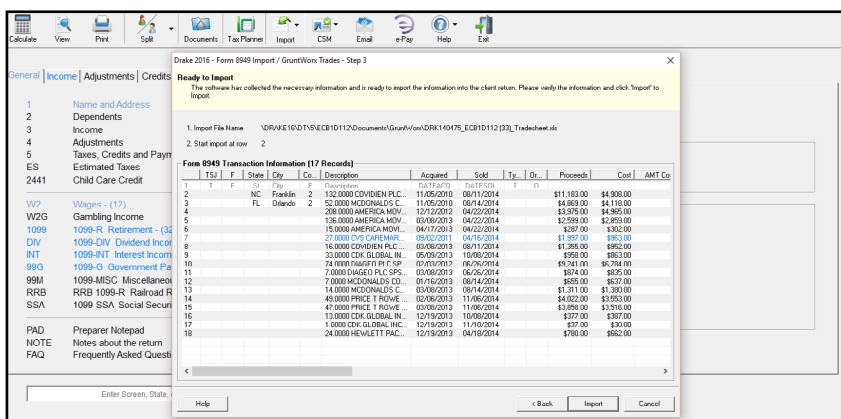 Calculate View Print Split Documents Tax Planner Import CSM Email e-Pay Help Exit
Drake 2016 - Form 8949 Import / GruntWorx Trades - Step 3
Ready to Import
The software has collected the necessary information and is ready to import the information into the client return. Please verify the information and click 'Import' to
Import.
General Income Adjustments Credits
1 Name and Address
2 Dependents
3 Income
4 Adjustments
5 Taxes, Credits and Paym
ES Estimated Taxes
2441 Child Care Credit
W2 Wages - (12)
W2G Gambling Income
1099 1099-R Retirement - (32
DIV 1099-DIV Dividend Incor
INT 1099-INT Interest Incom
99G 1099-G Government Pa
99M 1099-MISC Miscellaneou
RRB RRB 1099-R Railroad R
SSA 1099 SSA Social Securi
PAD Preparer Notepad
NOTE Notes about the return
FAQ Frequently Asked Questi
Enter Screen, State,
1. Import File Name
2. Start import at row 2
Form 8949 Transaction Information (17 Records)
TSJ F State City Co... Description Acquired Sold Ty... Or... Proceeds Cost AMT Co
1 T F St City F Description DATEACQ DATESOL T O
2 NC Franklin 2 132.0000 COVIDIEN PLC... 11/05/2010 08/11/2014 $11,183.00 $4,908.00
3 FL Orlando 2 52.0000 MCDONALDS C... 11/05/2010 08/14/2014 $4,869.00 $4,118.00
4 208.0000 AMERICA MOV... 12/12/2012 04/22/2014 $3,975.00 $4,965.00
5 136.0000 AMERICA MOV... 03/08/2013 04/22/2014 $2,599.00 $2,859.00
6 15.0000 AMERICA MOVI... 04/17/2013 04/22/2014 $287.00 $302.00
7 27.0000 CVS CAREMAR... 09/02/2011 04/16/2014 $1,997.00 $963.00
8 16.0000 COVIDIEN PLC ... 03/08/2013 08/11/2014 $1,355.00 $952.00
9 33.0000 CDK GLOBAL IN... 05/09/2013 10/08/2014 $958.00 $863.00
10 74.0000 DIAGEO PLC SPS... 02/03/2012 06/26/2014 $9,241.00 $6,784.00
11 7.0000 DIAGEO PLC SPS... 03/08/2013 06/26/2014 $874.00 $835.00
12 7.0000 MCDONALDS CO... 01/16/2013 08/14/2014 $655.00 $637.00
13 14.0000 MCDONALDS C... 03/08/2013 08/14/2014 $1,311.00 $1,380.00
14 49.0000 PRICE T ROWE ... 02/06/2013 11/06/2014 $4,022.00 $3,553.00
15 47.0000 PRICE T ROWE ... 03/08/2013 11/06/2014 $3,858.00 $3,516.00
16 13.0000 CDK GLOBAL IN... 12/19/2013 10/08/2014 $377.00 $387.00
17 1.0000 CDK GLOBAL INC... 12/19/2013 11/10/2014 $37.00 $30.00
18 24.0000 HEWLETT PAC... 12/19/2013 04/18/2014 $780.00 $662.00
Help < Back Import Cancel